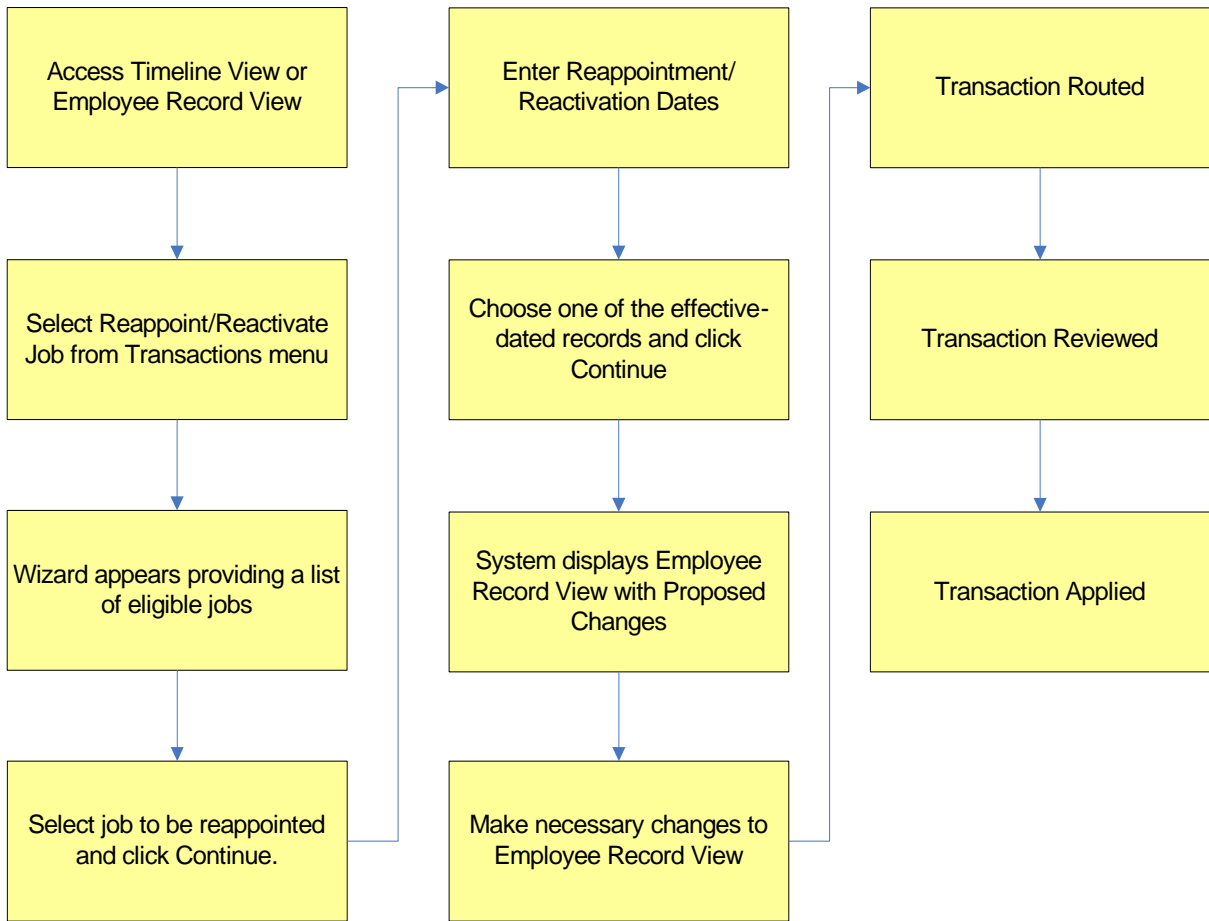 Access Timeline View or
Employee Record View
Select Reappoint/Reactivate
Job from Transactions menu
Wizard appears providing a list
of eligible jobs
Select job to be reappointed
and click Continue.
Enter Reappointment/
Reactivation Dates
Choose one of the effective-
dated records and click
Continue
System displays Employee
Record View with Proposed
Changes
Make necessary changes to
Employee Record View
Transaction Routed
Transaction Reviewed
Transaction Applied